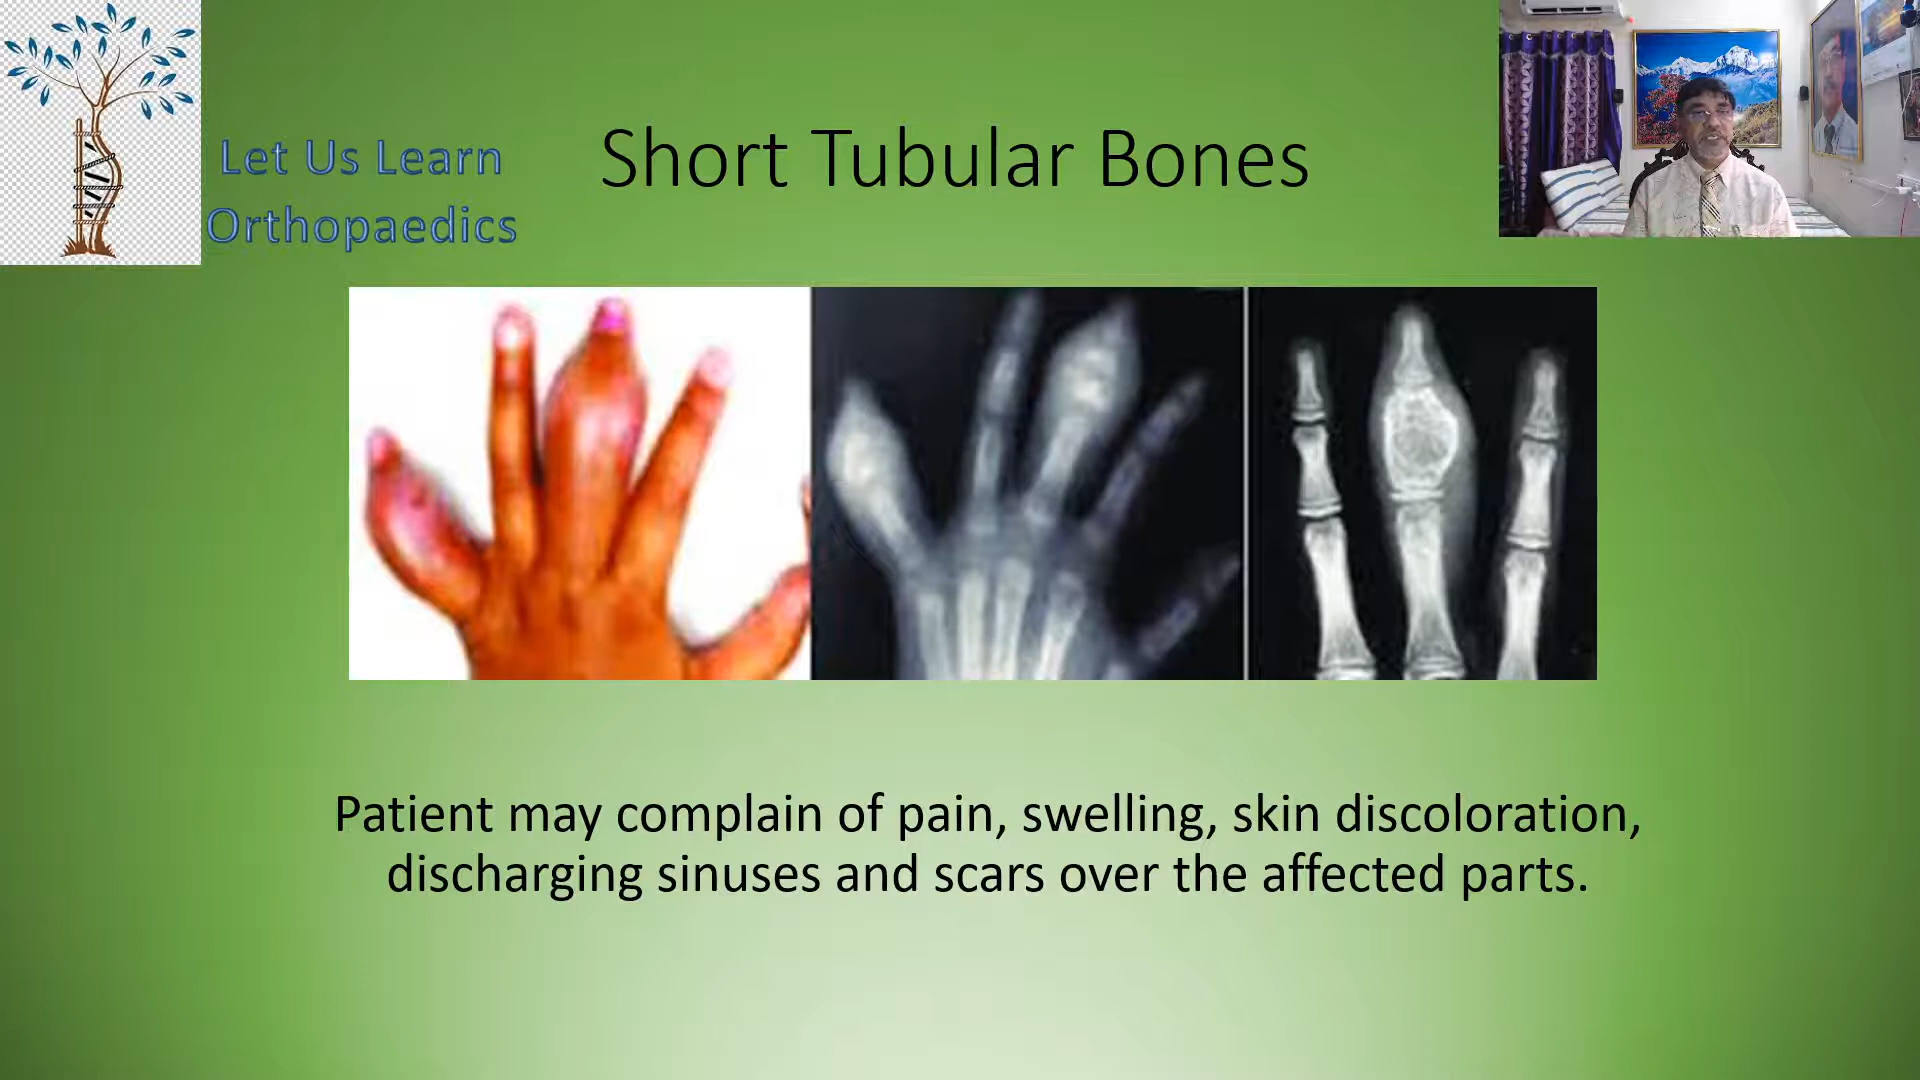 Let Us Learn
Orthopaedics
Short Tubular Bones
Patient may complain of pain, swelling, skin discoloration,
discharging sinuses and scars over the affected parts.